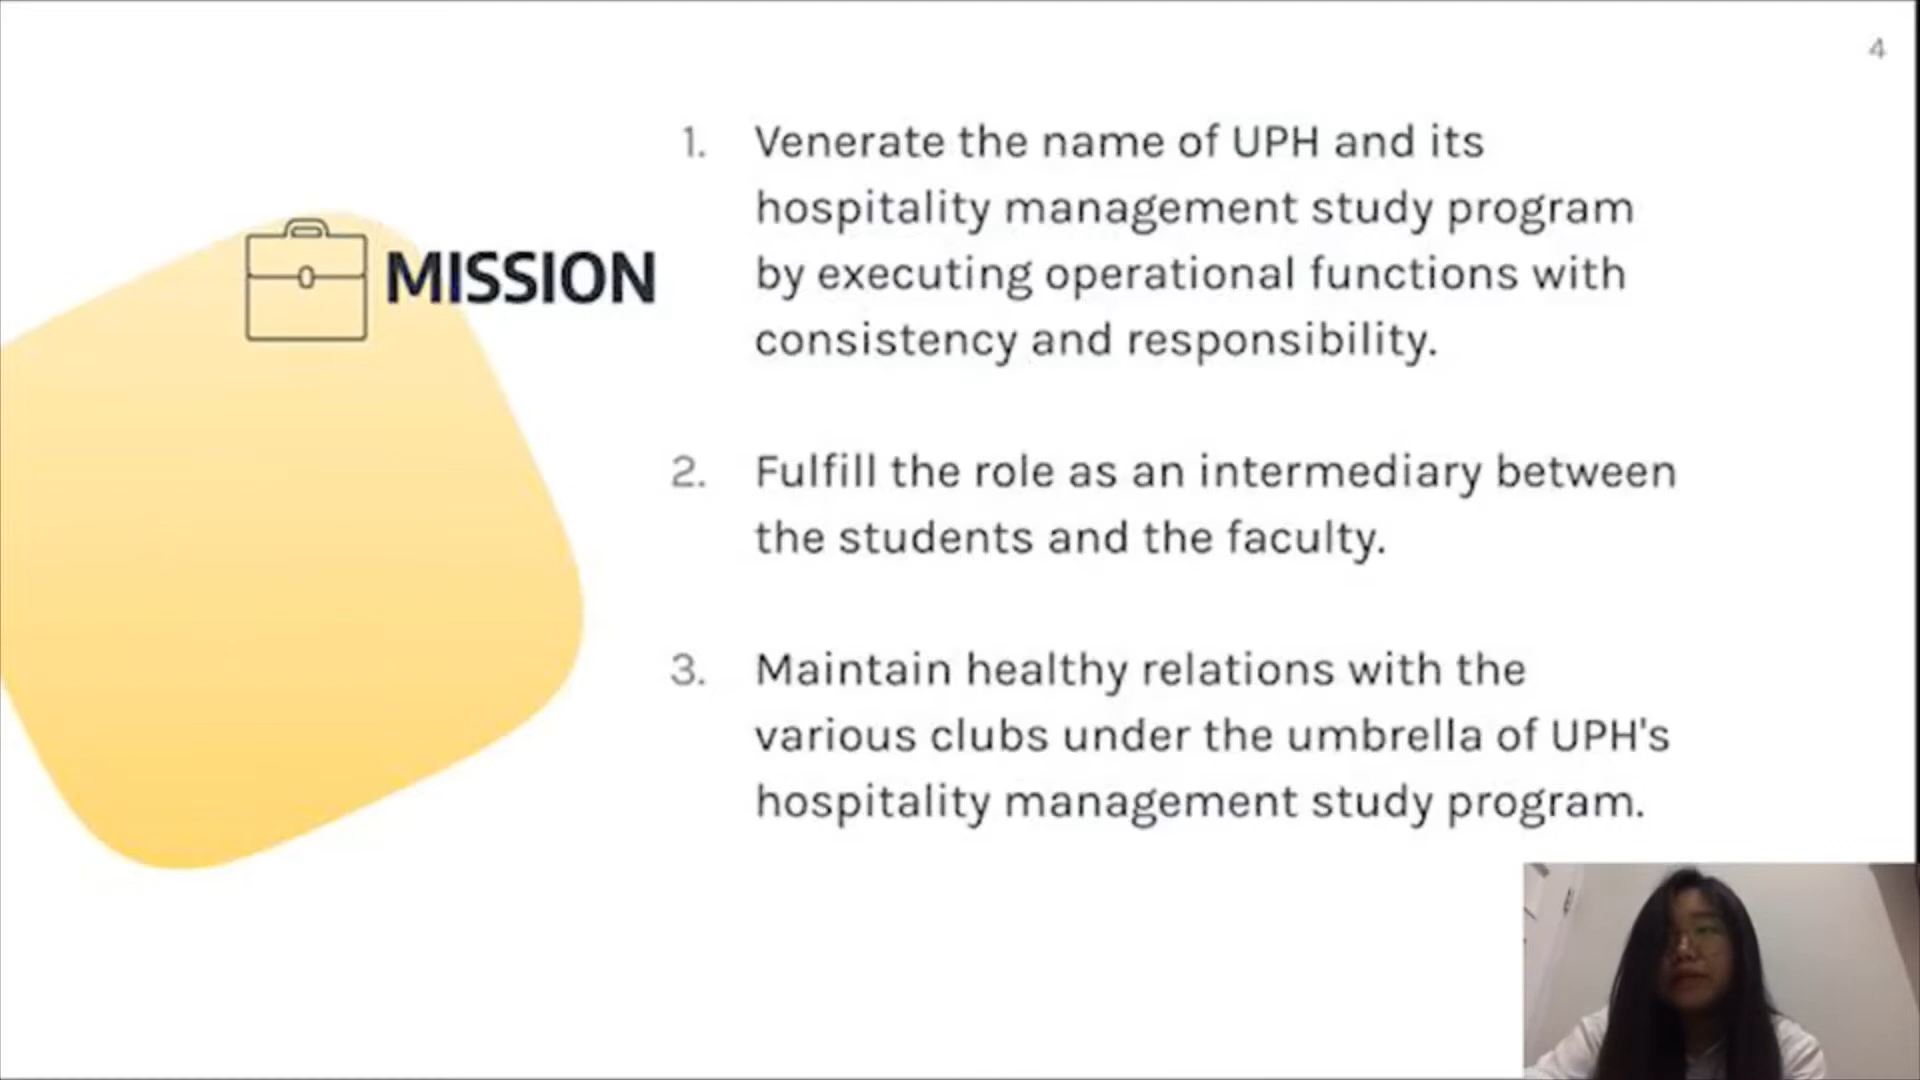 4
MISSION
1. Venerate the name of UPH and its
hospitality management study program
by executing operational functions with
consistency and responsibility.
2. Fulfill the role as an intermediary between
the students and the faculty.
3. Maintain healthy relations with the
various clubs under the umbrella of UPH's
hospitality management study program.